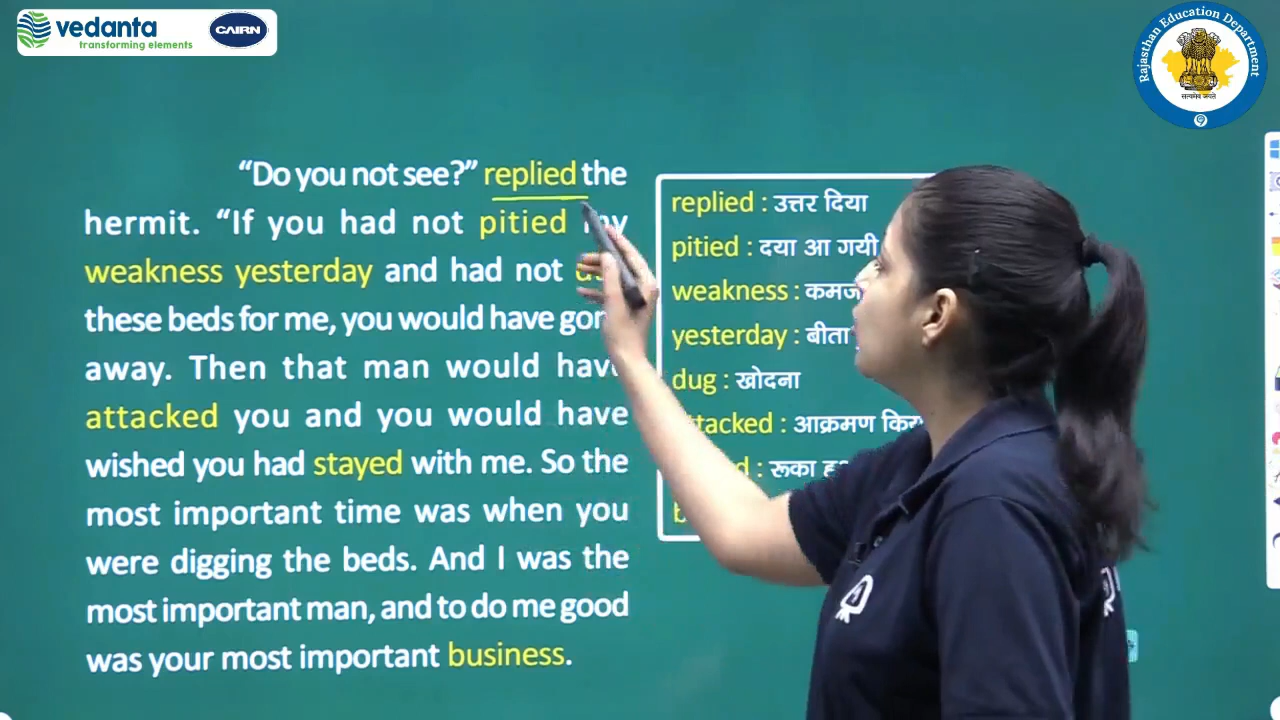 vedanta
transforming elements
CAIRN
Rajasthan Education Department
सत्यमेव जयते
“Do you not see?” replied the
hermit. “If you had not pitied my
weakness yesterday and had not
these beds for me, you would have
away. Then that man would have
attacked you and you would have
wished you had stayed with me. So the
most important time was when you
were digging the beds. And I was the
most important man, and to do me good
was your most important business.
replied : उत्तर दिया
pitied : दया आ गयी
weakness :
yesterday : बीता
dug : खोदना
: आक्रमण
: रूका